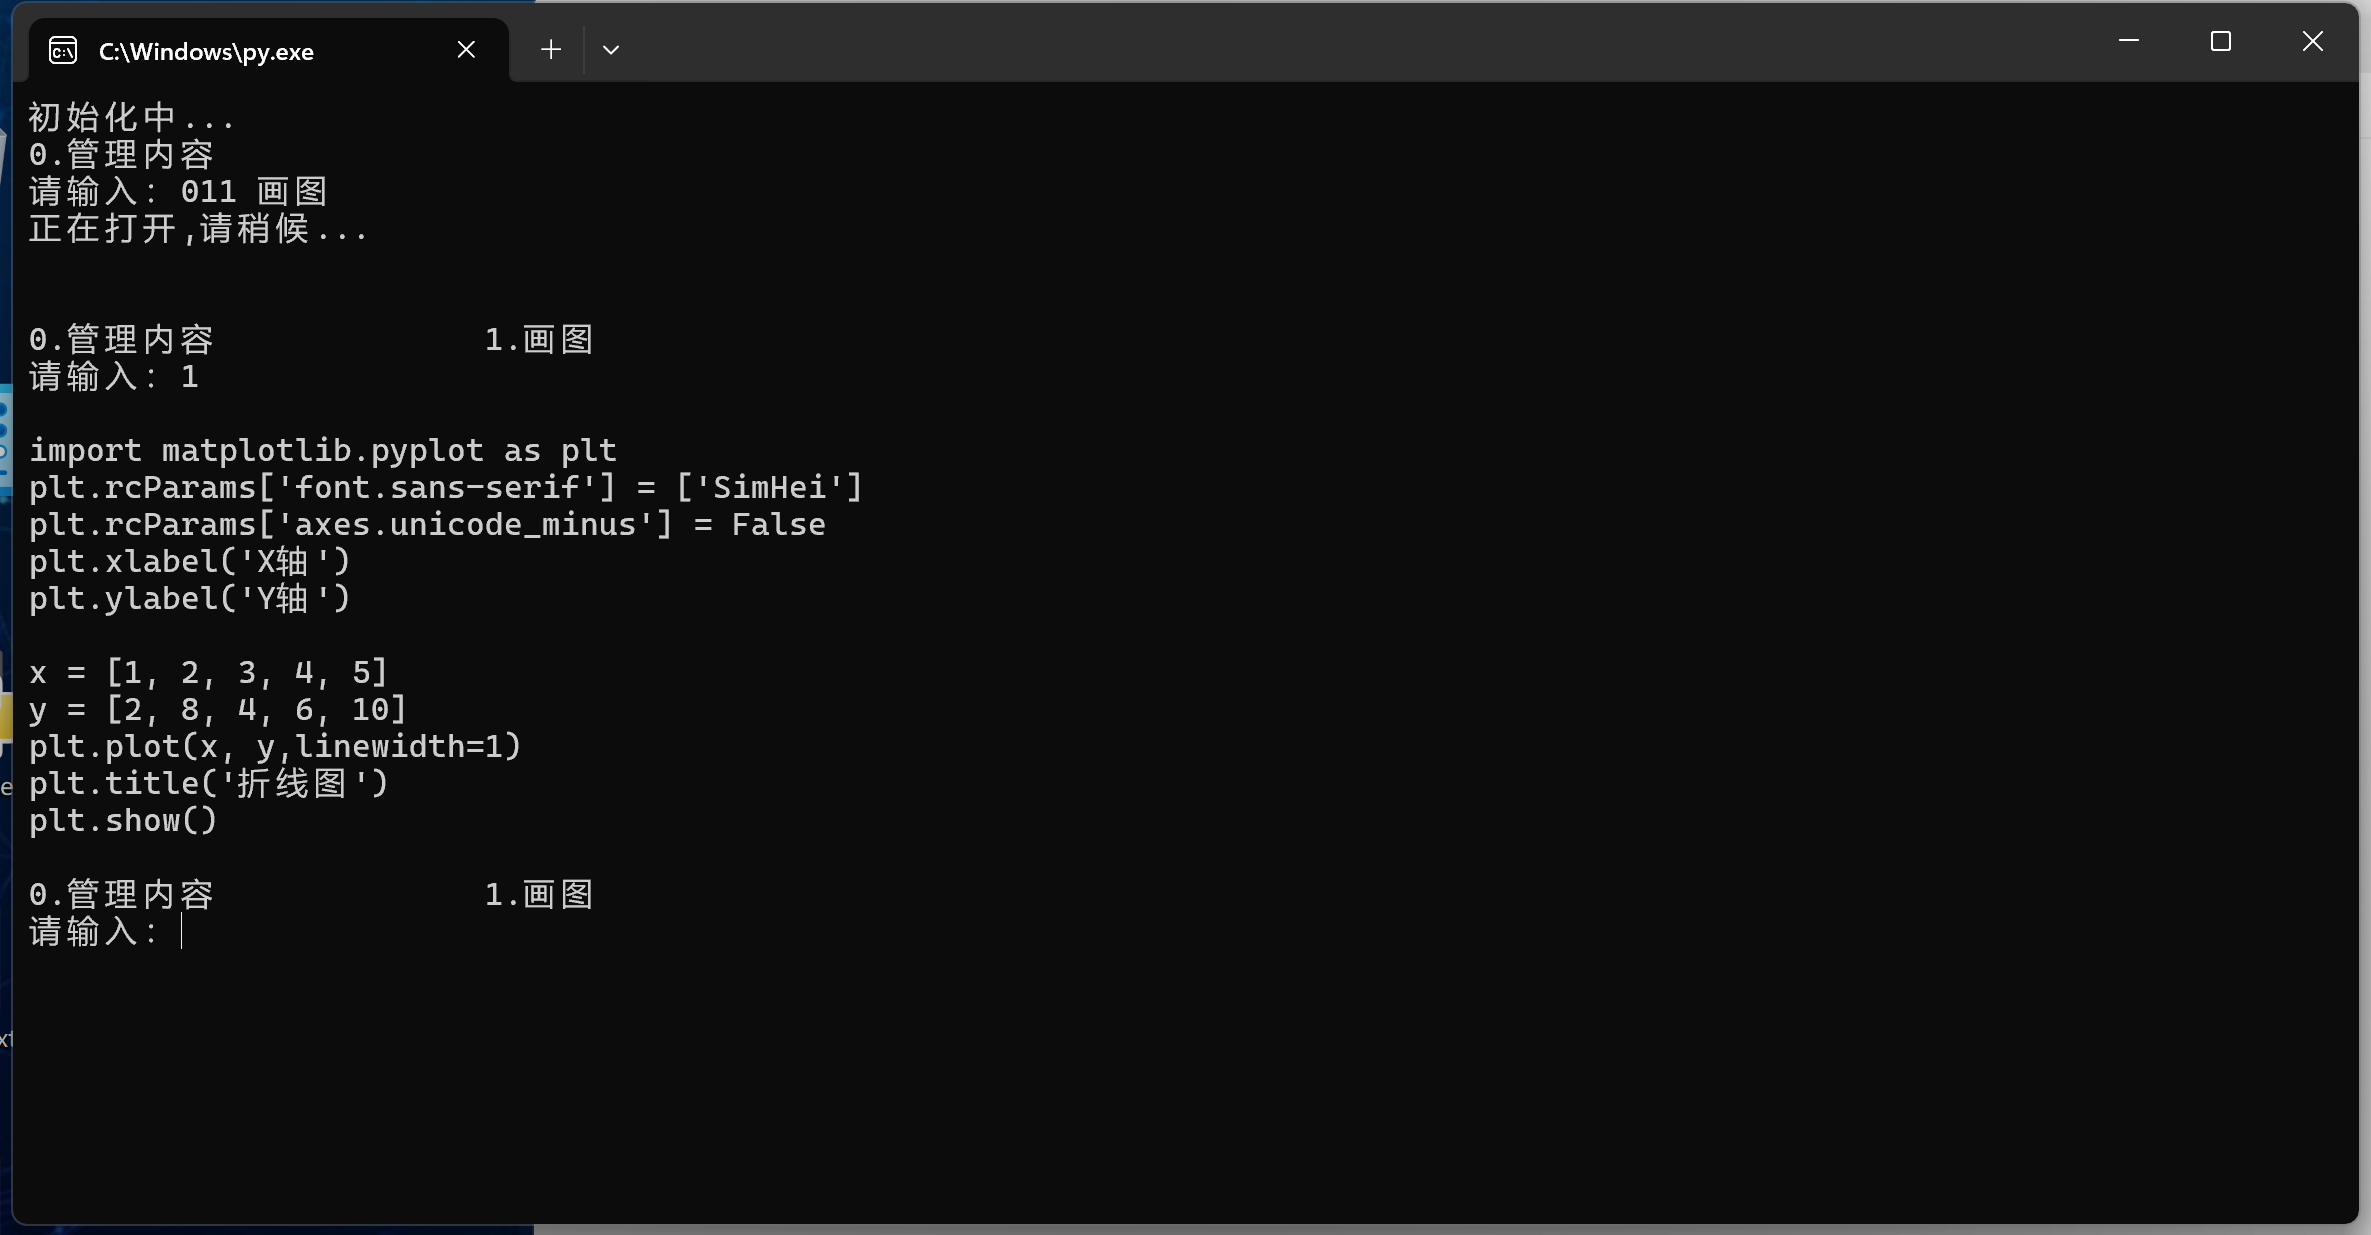 C:\Windows\py.exe
初始化中...
0.管理内容
请输入: 011 画图
正在打开,请稍候...
0.管理内容 1.画图
请输入: 1
import matplotlib.pyplot as plt
plt.rcParams['font.sans-serif'] = ['SimHei']
plt.rcParams['axes.unicode_minus'] = False
plt.xlabel('X轴')
plt.ylabel('Y轴')
x = [1, 2, 3, 4, 5]
y = [2, 8, 4, 6, 10]
plt.plot(x, y,linewidth=1)
plt.title('折线图')
plt.show()
0.管理内容 1.画图
请输入: